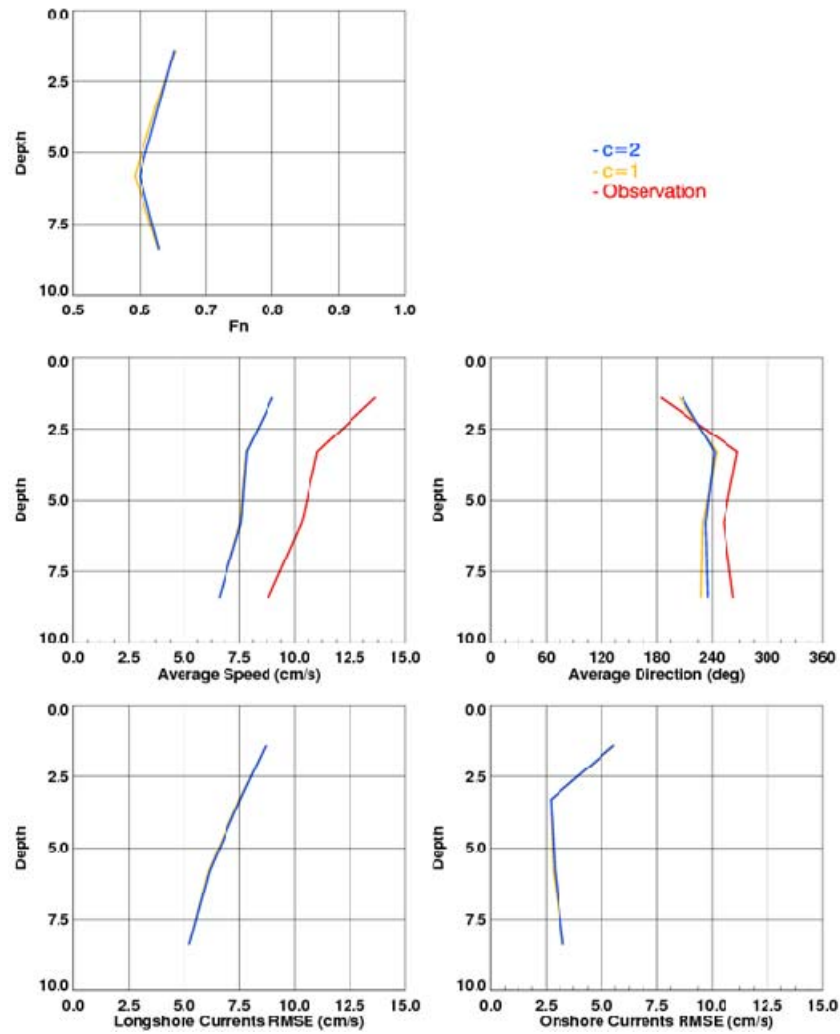 0.0
2.5
5.0
7.5
10.0
Depth
0.5 0.6 0.7 0.8 0.9 1.0
Fn
- c=2
- c=1
- Observation
0.0
2.5
5.0
7.5
10.0
Depth
0.0 2.5 5.0 7.5 10.0 12.5 15.0
Average Speed (cm/s)
0.0
2.5
5.0
7.5
10.0
Depth
0 60 120 180 240 300 360
Average Direction (deg)
0.0
2.5
5.0
7.5
10.0
Depth
0.0 2.5 5.0 7.5 10.0 12.5 15.0
Longshore Currents RMSE (cm/s)
0.0
2.5
5.0
7.5
10.0
Depth
0.0 2.5 5.0 7.5 10.0 12.5 15.0
Onshore Currents RMSE (cm/s)